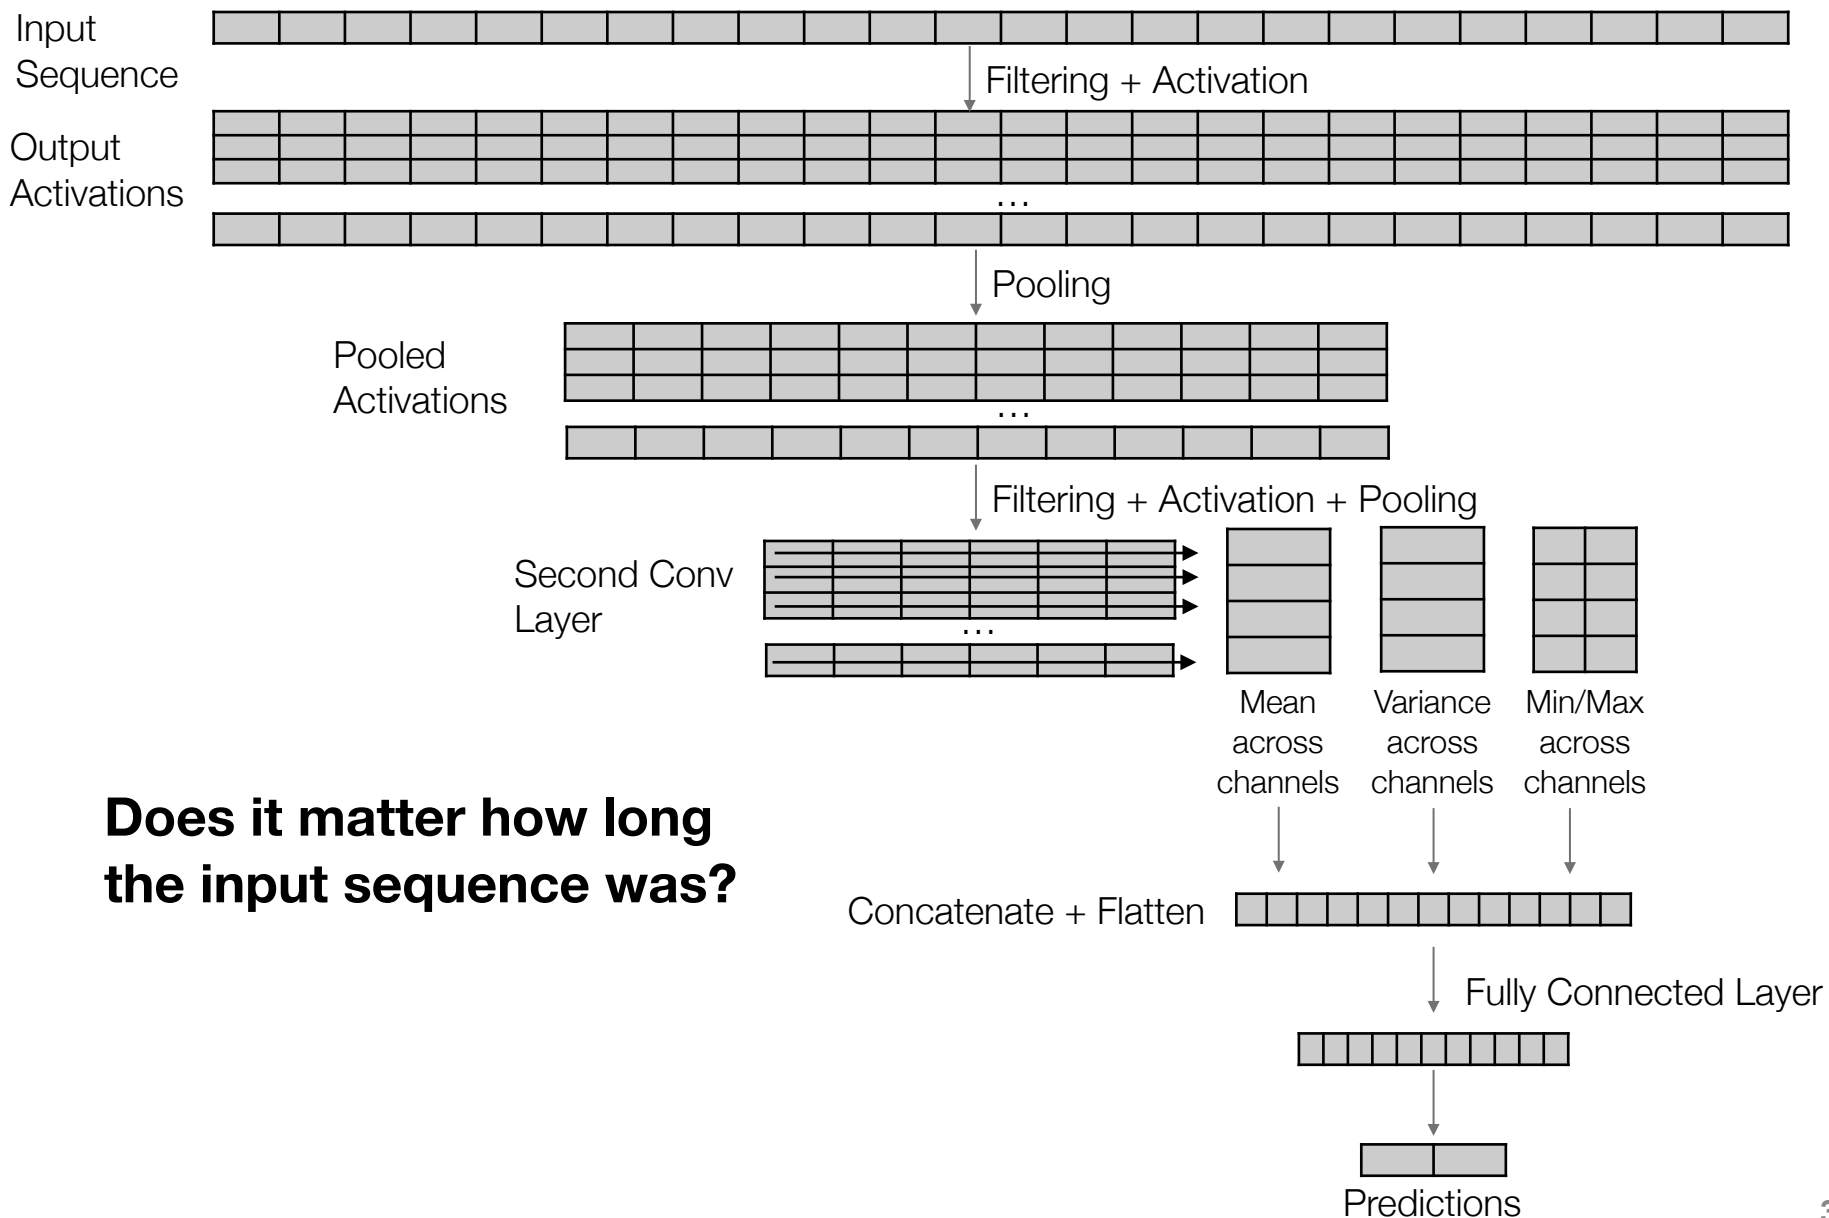 Input
Sequence
Filtering + Activation
Output
Activations
...
Pooling
Pooled
Activations
...
Filtering + Activation + Pooling
Second Conv
Layer
...
Mean
across
channels
Variance
across
channels
Min/Max
across
channels
Does it matter how long
the input sequence was?
Concatenate + Flatten
Fully Connected Layer
Predictions